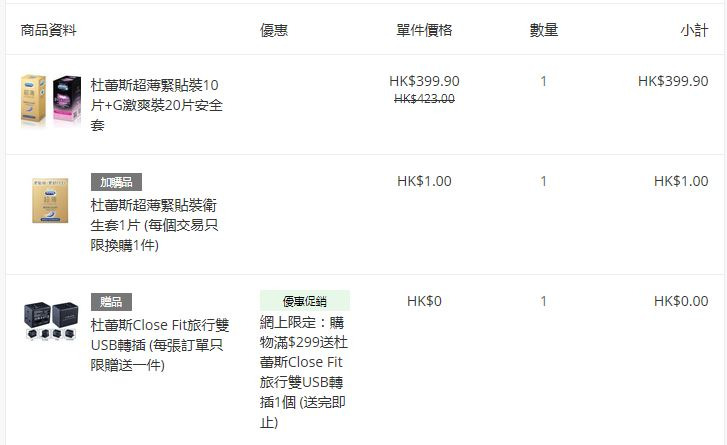 商品資料 優惠 單件價格 數量 小計
杜蕾斯超薄緊貼裝10
片+G激爽裝20片安全
套
HK$399.90
HK$423.00
1
HK$399.90
加購品
杜蕾斯超薄緊貼裝衛
生套1片 (每個交易只
限換購1件)
HK$1.00
1
HK$1.00
贈品
杜蕾斯Close Fit旅行雙
USB轉插 (每張訂單只
限贈送一件)
優惠促銷
網上限定：購
物滿$299送杜
蕾斯Close Fit
旅行雙USB轉
插1個 (送完即
止)
HK$0
1
HK$0.00